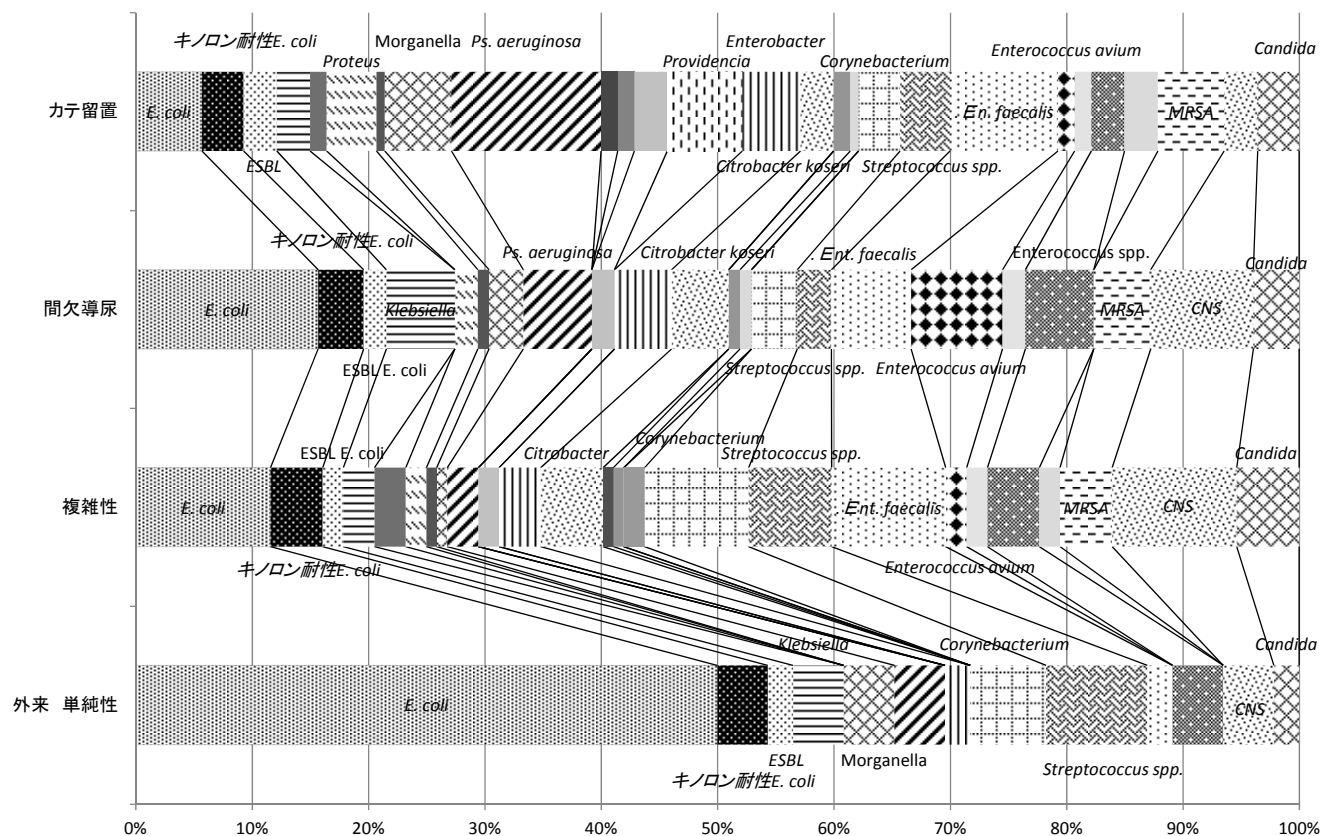 キノロン耐性E. coli
Proteus
Morganella
Ps. aeruginosa
Providencia
Enterobacter
Corynebacterium
Enterococcus avium
Candida
カテ留置
E. coli
En. faecalis
MRSA
ESBL
Citrobacter koseri
Streptococcus spp.
キノロン耐性E. coli
Ps. aeruginosa
Citrobacter koseri
. Ent. faecalis
Enterococcus spp.
Candida
間欠導尿
E. coli
Klebsiella
MRSA
CNS
ESBL E. coli
Streptococcus spp.
Enterococcus avium
ESBL E. coli
Citrobacter
Corynebacterium
Streptococcus spp.
Candida
複雑性
E. coli
Ent. faecalis
MRSA
CNS
キノロン耐性E. coli
Enterococcus avium
Klebsiella
Corynebacterium
Candida
外来 単純性
E. coli
CNS
ESBL
キノロン耐性E. coli
Morganella
Streptococcus spp.
0% 10% 20% 30% 40% 50% 60% 70% 80% 90% 100%